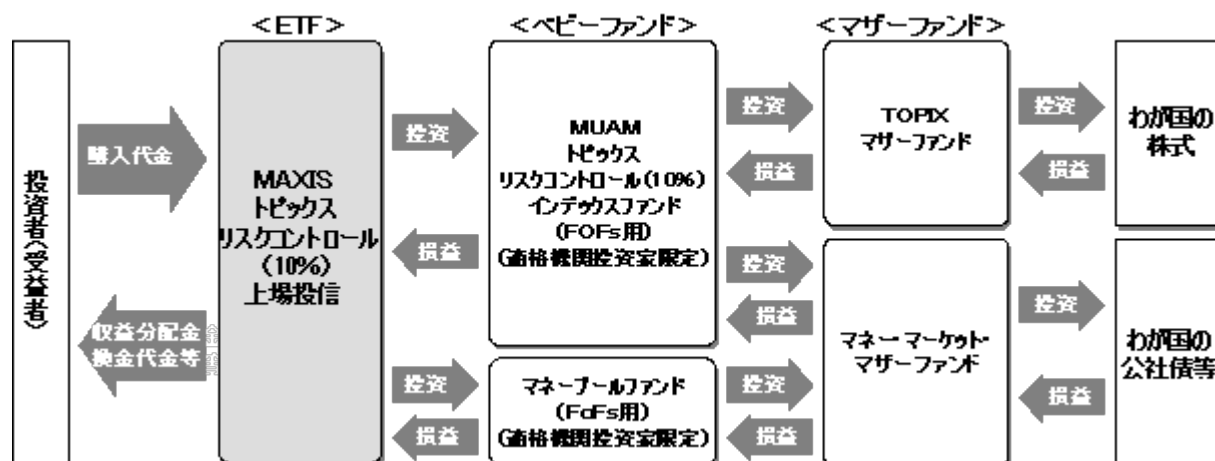 ＜ETF＞
＜ベビーファンド＞
＜マザーファンド＞
投資者（受益者）
購入代金
収益分配金
換金代金等
MAXIS
トピックス
リスクコントロール
（10％）
上場投信
投資
損益
投資
損益
MUAM
トピックス
リスクコントロール（10％）
インデックスファンド
（FOFs用）
（適格機関投資家限定）
マネープールファンド
（FoFs用）
（適格機関投資家限定）
投資
損益
投資
損益
投資
損益
TOPIX
マザーファンド
マネー マーケット・
マザーファンド
投資
損益
投資
損益
わが国の
株式
わが国の
公社債等